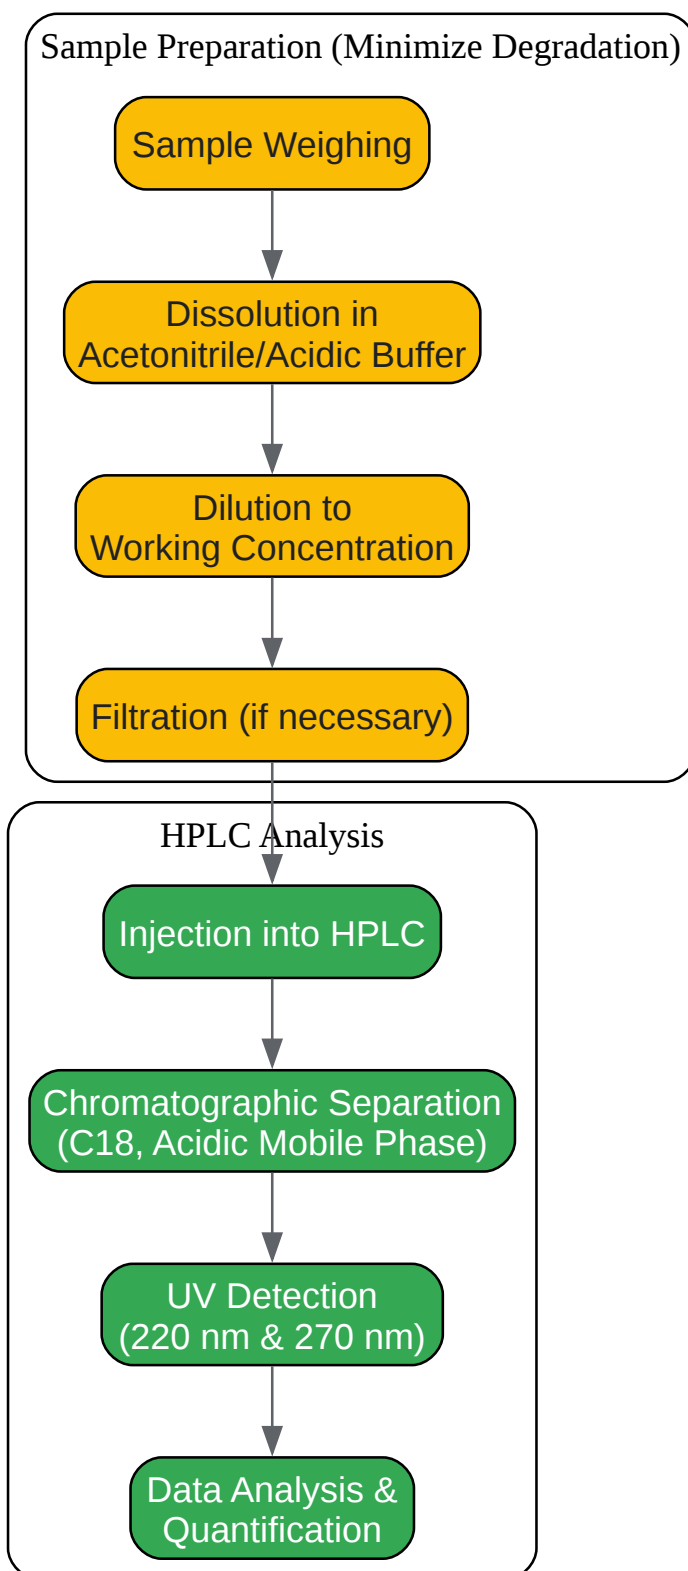 Sample Preparation (Minimize Degradation)
Sample Weighing
Dissolution in
Acetonitrile/Acidic Buffer
Dilution to
Working Concentration
Filtration (if necessary)
HPLC Analysis
Injection into HPLC
Chromatographic Separation
(C18, Acidic Mobile Phase)
UV Detection
(220 nm & 270 nm)
Data Analysis &
Quantification